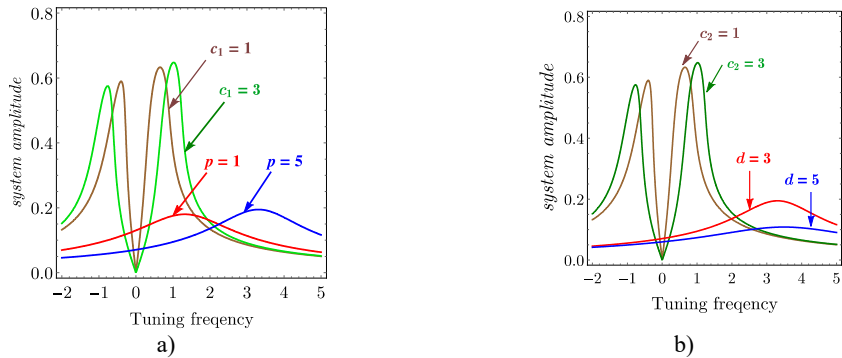 0.8
0.6
0.4
0.2
0.0
system amplitude
c₁ = 1
c₁ = 3
p = 1
p = 5
−2 −1 0 1 2 3 4 5
Tuning freqency
a)
0.8
0.6
0.4
0.2
0.0
system amplitude
c₂ = 1
c₂ = 3
d = 3
d = 5
−2 −1 0 1 2 3 4 5
Tuning freqency
b)